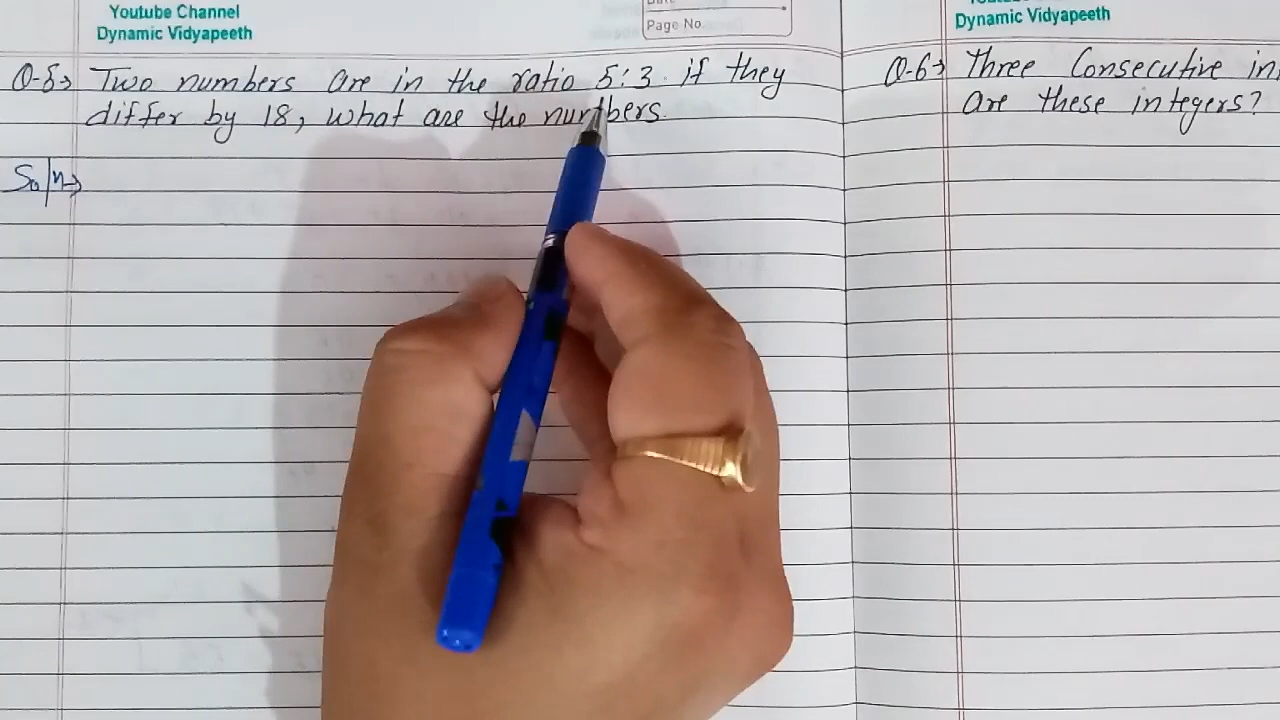 Youtube Channel
Dynamic Vidyapeeth
Page No.
Dynamic Vidyapeeth
Q-5→ Two numbers are in the ratio 5:3. if they
differ by 18, what are the numbers.
Soln→
Q-6→ Three Consecutive
are these integers?